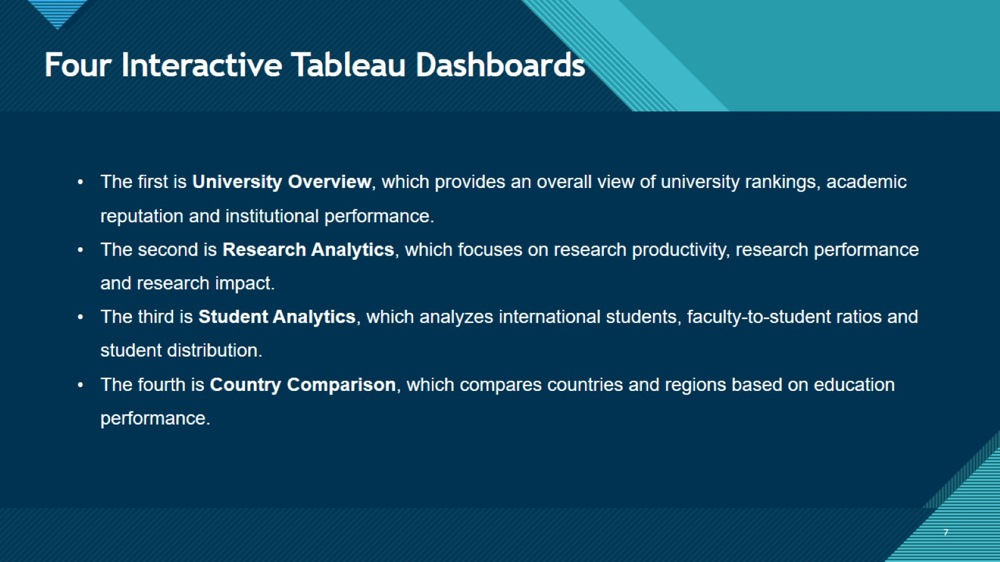 Four Interactive Tableau Dashboards
• The first is University Overview, which provides an overall view of university rankings, academic
reputation and institutional performance.
• The second is Research Analytics, which focuses on research productivity, research performance
and research impact.
• The third is Student Analytics, which analyzes international students, faculty-to-student ratios and
student distribution.
• The fourth is Country Comparison, which compares countries and regions based on education
performance.
7